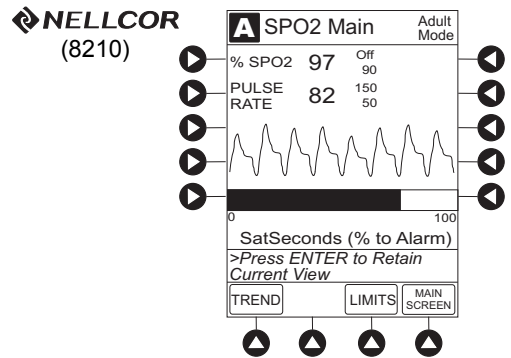 NELLCOR
(8210)
A SPO2 Main Adult Mode
% SPO2 97 Off 90
PULSE RATE 82 150 50
0 100
SatSeconds (% to Alarm)
>Press ENTER to Retain
Current View
TREND LIMITS MAIN SCREEN